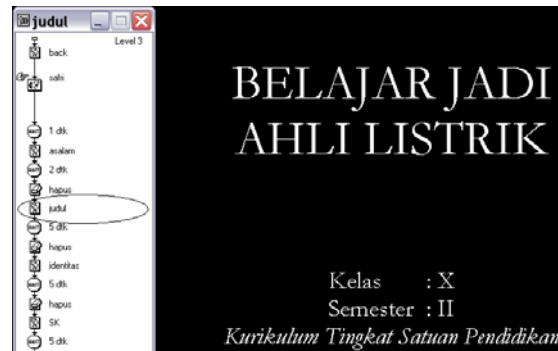 judul
Level 3
back
sahi
1 dtk
asalam
2 dtk
hapus
judul
5 dtk
hapus
identitas
5 dtk
hapus
SK
5 dtk
BELAJAR JADI
AHLI LISTRIK
Kelas : X
Semester : II
Kurikulum Tingkat Satuan Pendidikan